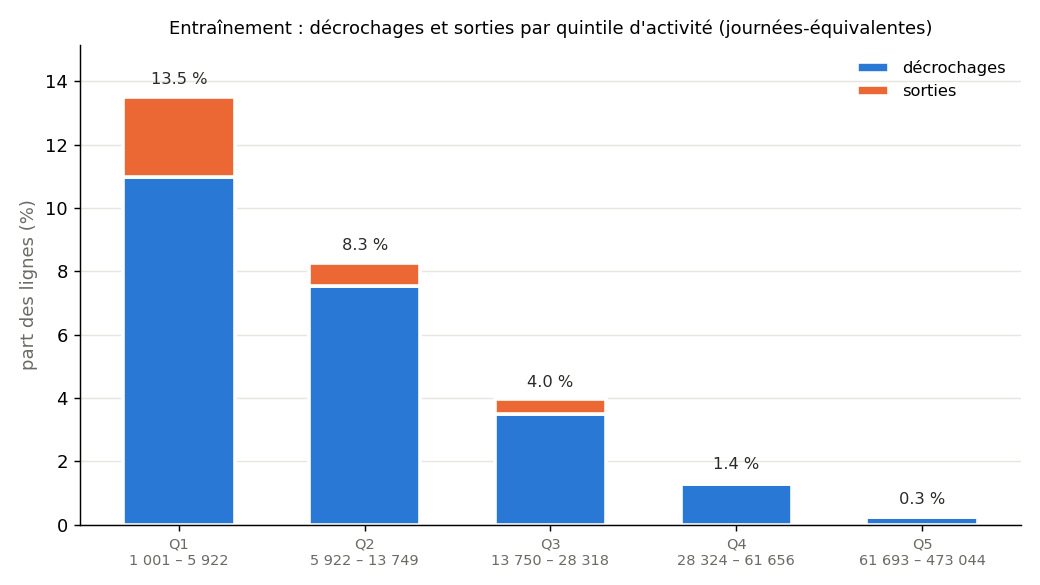 Entraînement : décrochages et sorties par quintile d'activité (journées-équivalentes)
décrochages
sorties
part des lignes (%)
14
12
10
8
6
4
2
0
13.5 %
8.3 %
4.0 %
1.4 %
0.3 %
Q1
1 001 – 5 922
Q2
5 922 – 13 749
Q3
13 750 – 28 318
Q4
28 324 – 61 656
Q5
61 693 – 473 044